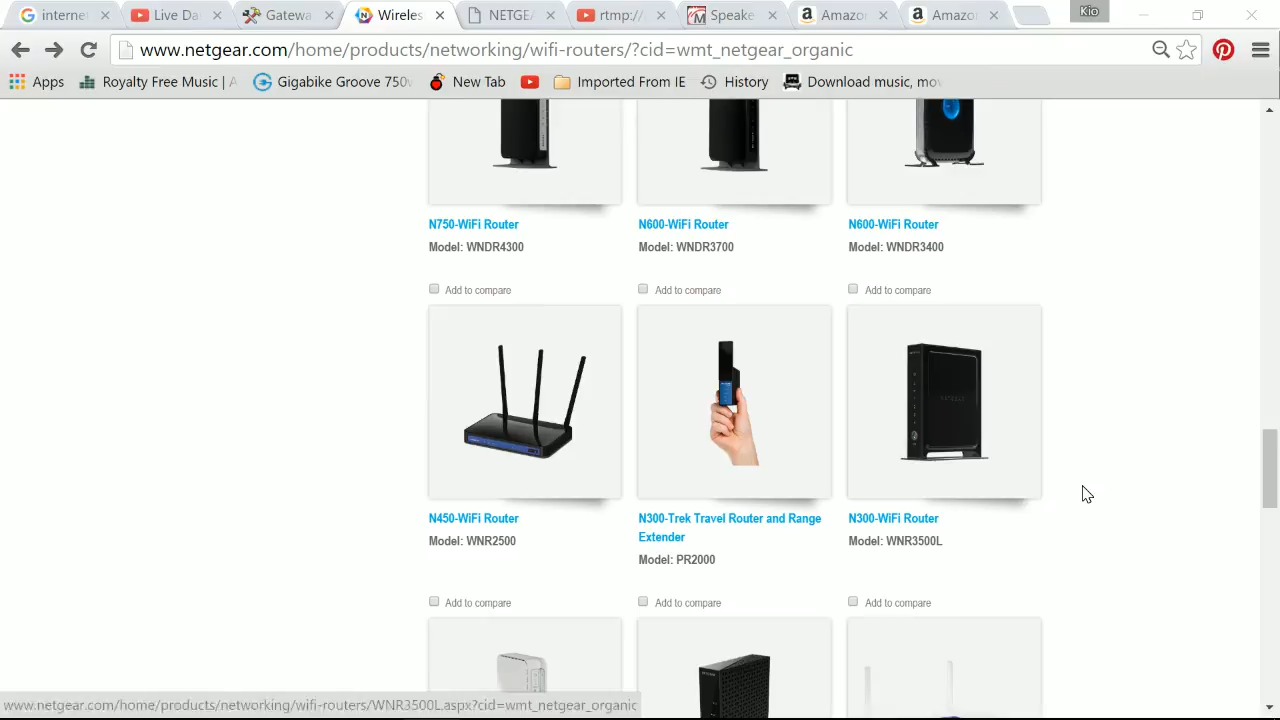 Kio
internet
Live Da
Gatewa
Wireles
NETGEA
rtmp://
Speake
Amazo
Amazo
www.netgear.com/home/products/networking/wifi-routers/?cid=wmt_netgear_organic
Apps
Royalty Free Music | A
Gigabike Groove 750v
New Tab
Imported From IE
History
Download music, mov
N750-WiFi Router
Model: WNDR4300
N600-WiFi Router
Model: WNDR3700
N600-WiFi Router
Model: WNDR3400
Add to compare
Add to compare
Add to compare
N450-WiFi Router
Model: WNR2500
N300-Trek Travel Router and Range
Extender
Model: PR2000
N300-WiFi Router
Model: WNR3500L
Add to compare
Add to compare
Add to compare
www.netgear.com/home/products/networking/wifi-routers/WNR3500L.aspx?cid=wmt_netgear_organic